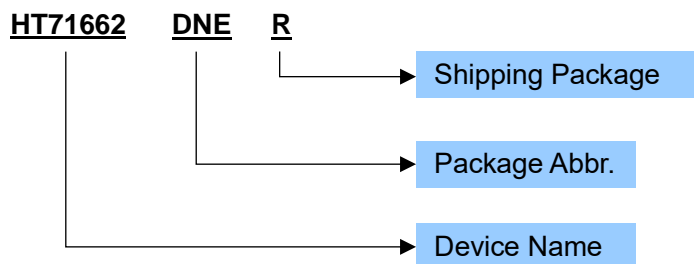 HT71662 DNE R
Shipping Package
Package Abbr.
Device Name